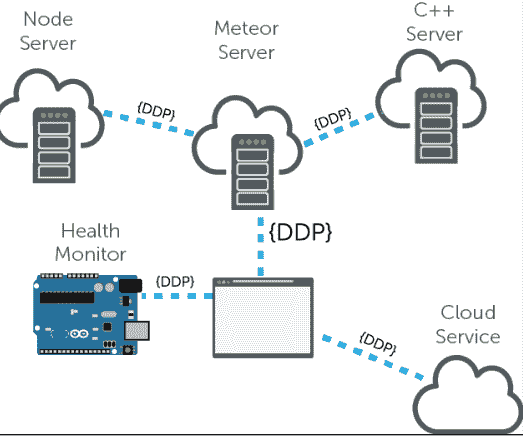 Node
Server
Meteor
Server
C++
Server
{DDP}
{DDP}
{DDP}
Health
Monitor
{DDP}
{DDP}
Cloud
Service